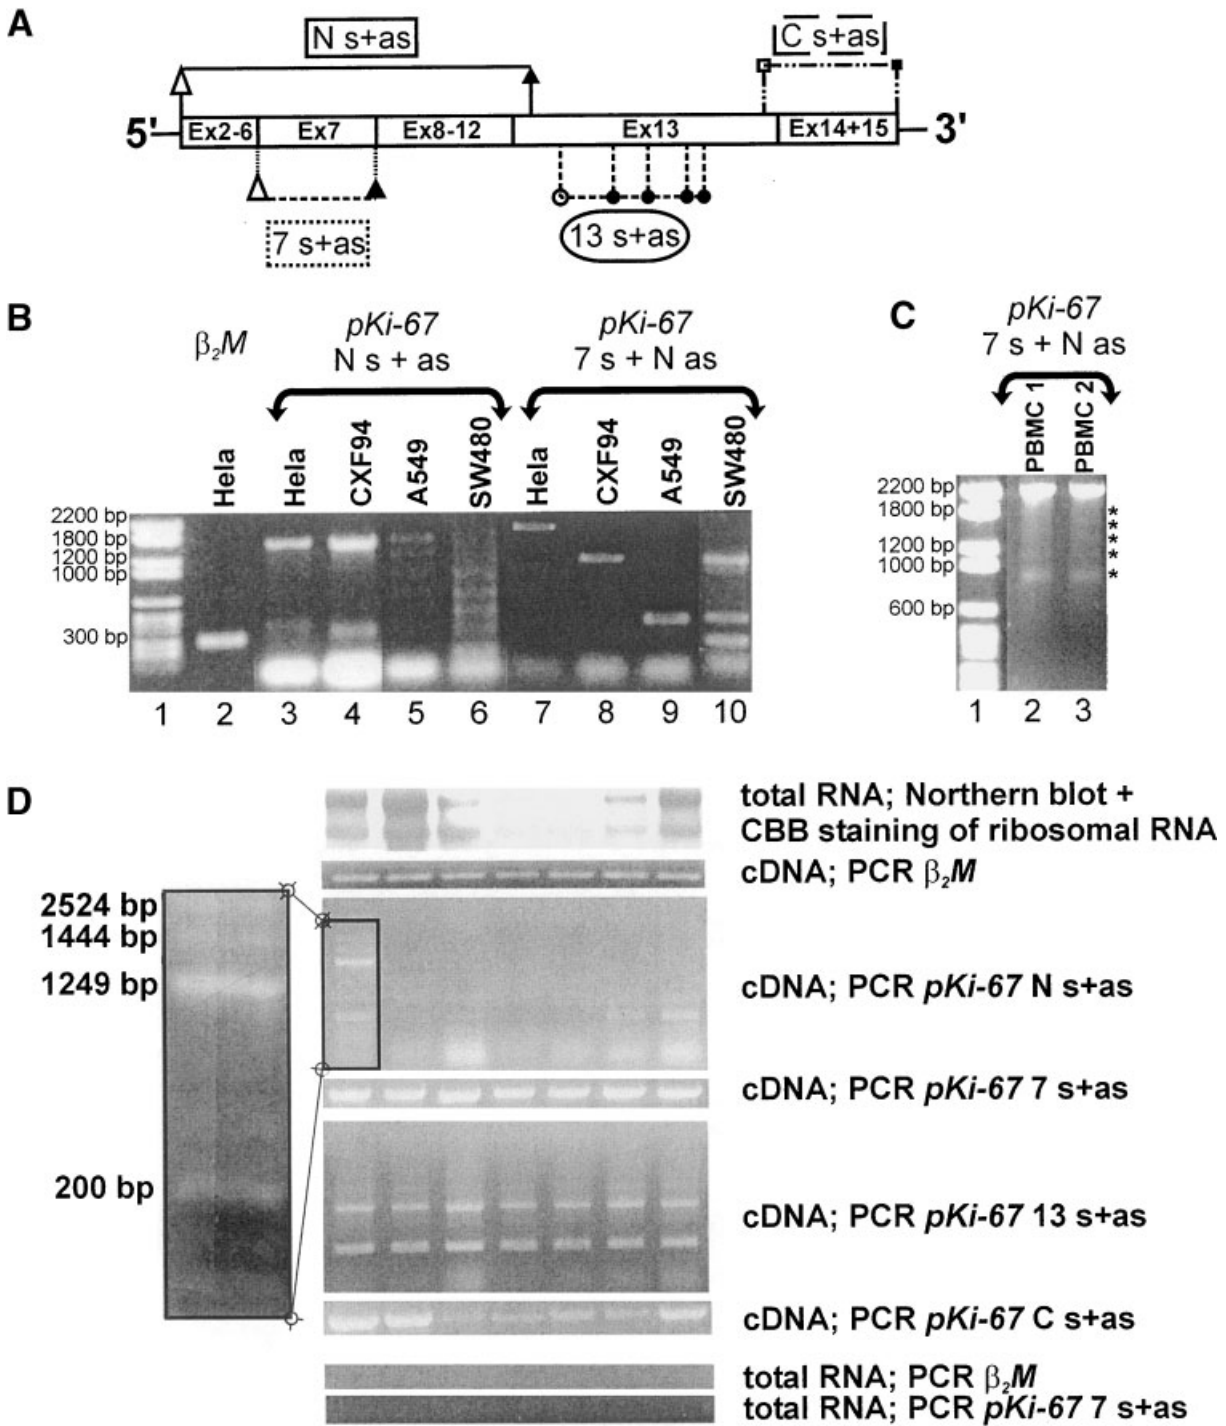 A
N s+as
C s+as
5' Ex2-6 Ex7 Ex8-12 Ex13 Ex14+15 3'
7 s+as
13 s+as
B
β₂M
pKi-67
N s + as
pKi-67
7 s + N as
Hela
Hela
CXF94
A549
SW480
Hela
CXF94
A549
SW480
2200 bp
1800 bp
1200 bp
1000 bp
300 bp
1 2 3 4 5 6 7 8 9 10
C
pKi-67
7 s + N as
PBMC 1
PBMC 2
2200 bp
1800 bp
1200 bp
1000 bp
600 bp
*
*
*
*
*
1 2 3
D
total RNA; Northern blot +
CBB staining of ribosomal RNA
cDNA; PCR β₂M
2524 bp
1444 bp
1249 bp
200 bp
cDNA; PCR pKi-67 N s+as
cDNA; PCR pKi-67 7 s+as
cDNA; PCR pKi-67 13 s+as
cDNA; PCR pKi-67 C s+as
total RNA; PCR β₂M
total RNA; PCR pKi-67 7 s+as